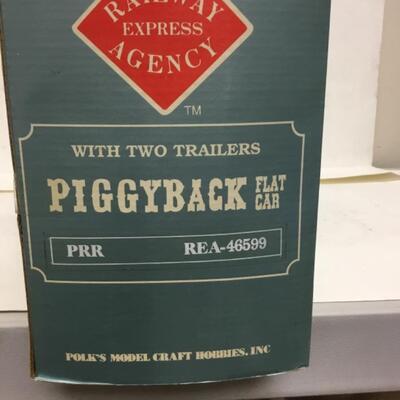 RAILWAY
EXPRESS
AGENCY
TM
WITH TWO TRAILERS
PIGGYBACK FLAT CAR
PRR REA-46599
POLK'S MODEL CRAFT HOBBIES, INC